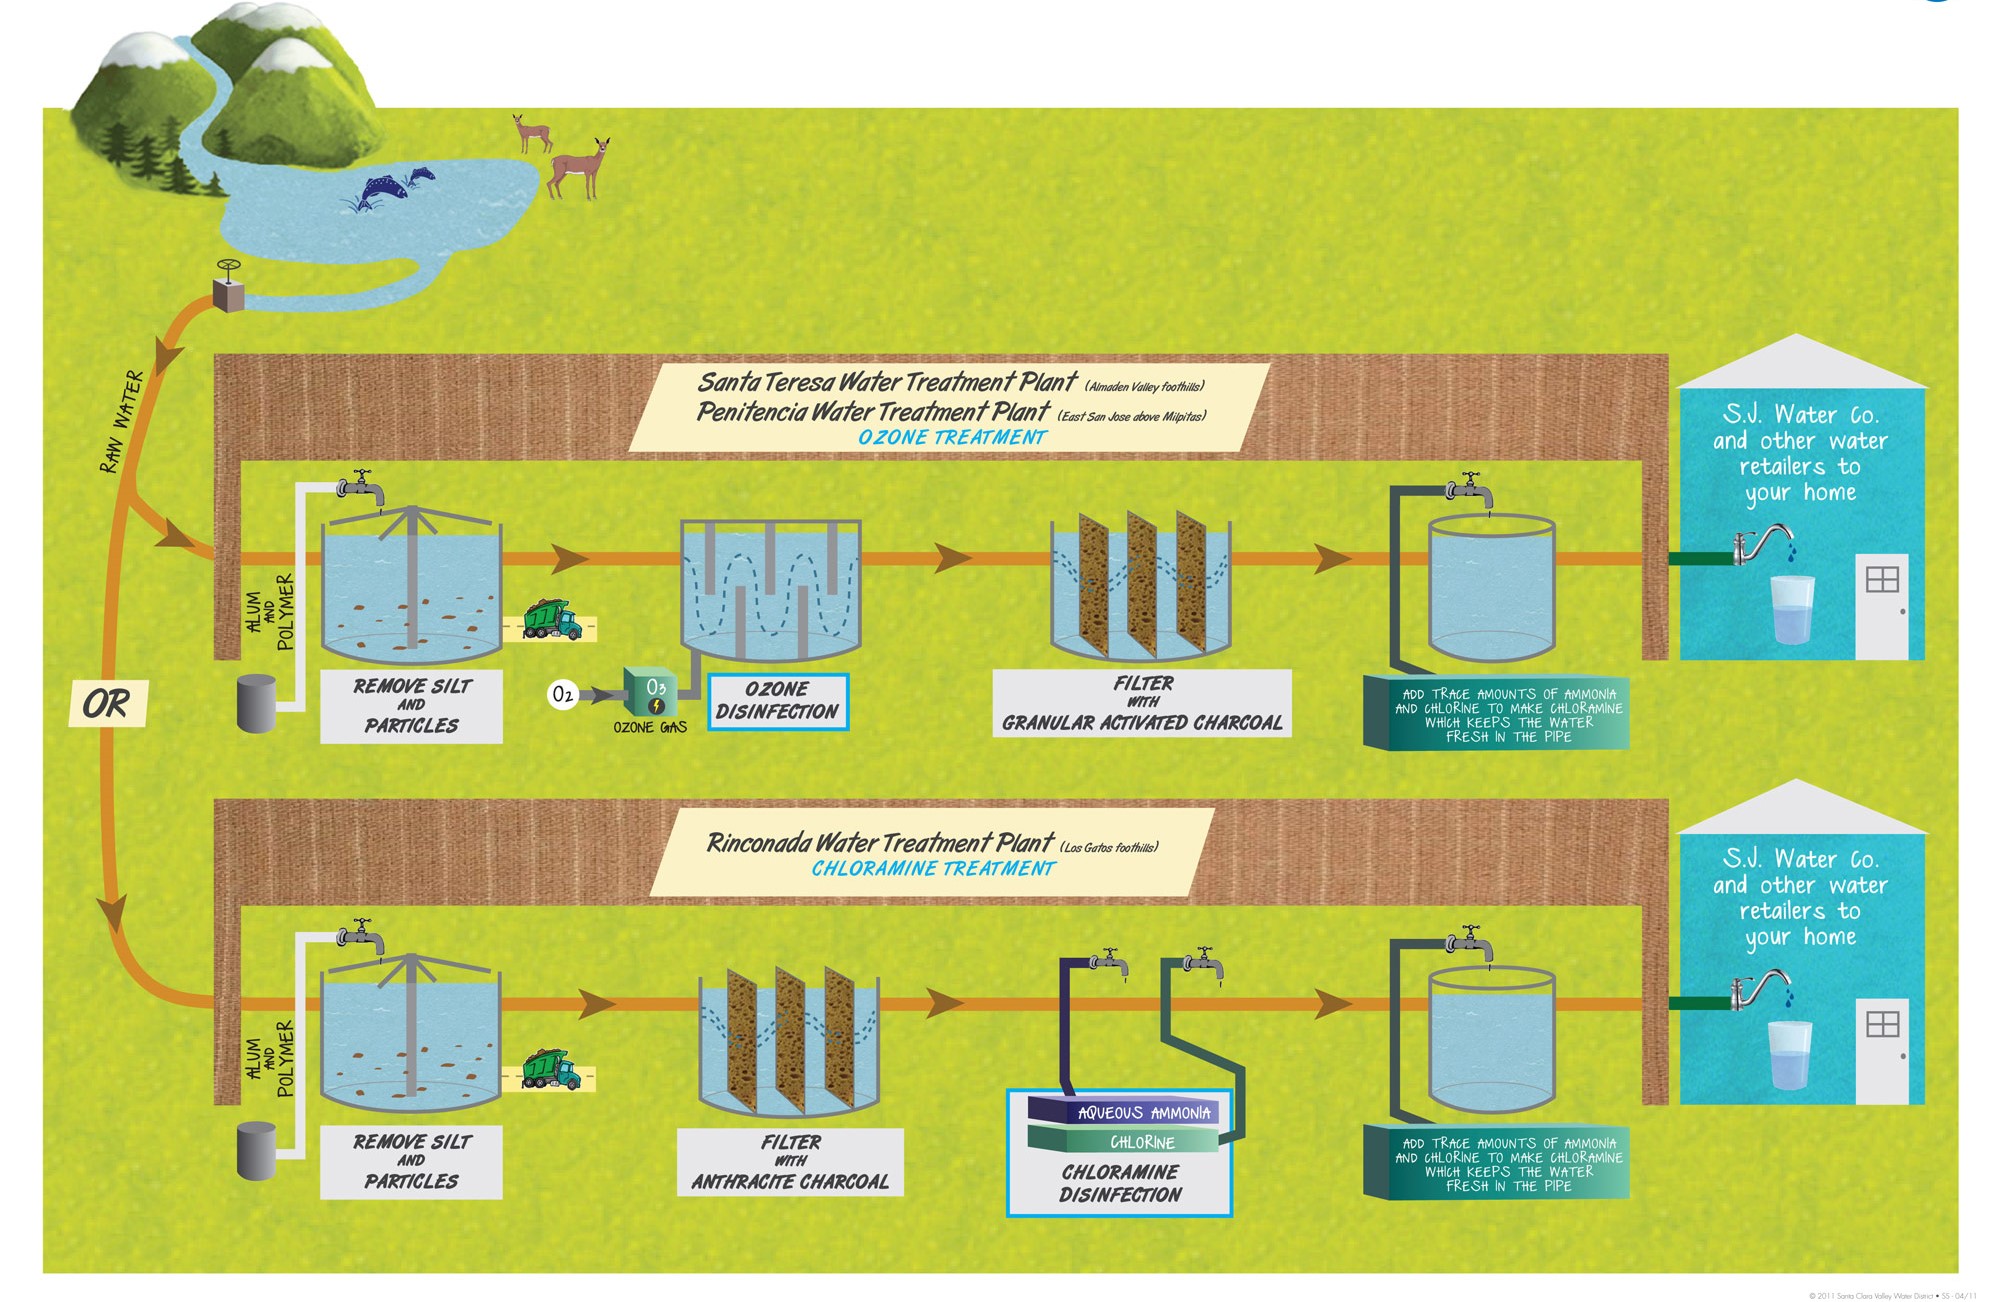 RAW WATER
OR
Santa Teresa Water Treatment Plant (Almaden Valley foothills)
Penitencia Water Treatment Plant (East San Jose above Milpitas)
OZONE TREATMENT
ALUM
AND
POLYMER
REMOVE SILT
AND
PARTICLES
O2
O3
OZONE GAS
OZONE
DISINFECTION
FILTER
WITH
GRANULAR ACTIVATED CHARCOAL
ADD TRACE AMOUNTS OF AMMONIA
AND CHLORINE TO MAKE CHLORAMINE
WHICH KEEPS THE WATER
FRESH IN THE PIPE
S.J. Water Co.
and other water
retailers to
your home
Rinconada Water Treatment Plant (Los Gatos foothills)
CHLORAMINE TREATMENT
ALUM
AND
POLYMER
REMOVE SILT
AND
PARTICLES
FILTER
WITH
ANTHRACITE CHARCOAL
AQUEOUS AMMONIA
CHLORINE
CHLORAMINE
DISINFECTION
ADD TRACE AMOUNTS OF AMMONIA
AND CHLORINE TO MAKE CHLORAMINE
WHICH KEEPS THE WATER
FRESH IN THE PIPE
S.J. Water Co.
and other water
retailers to
your home
© 2011 Santa Clara Valley Water District • SS - 04/11